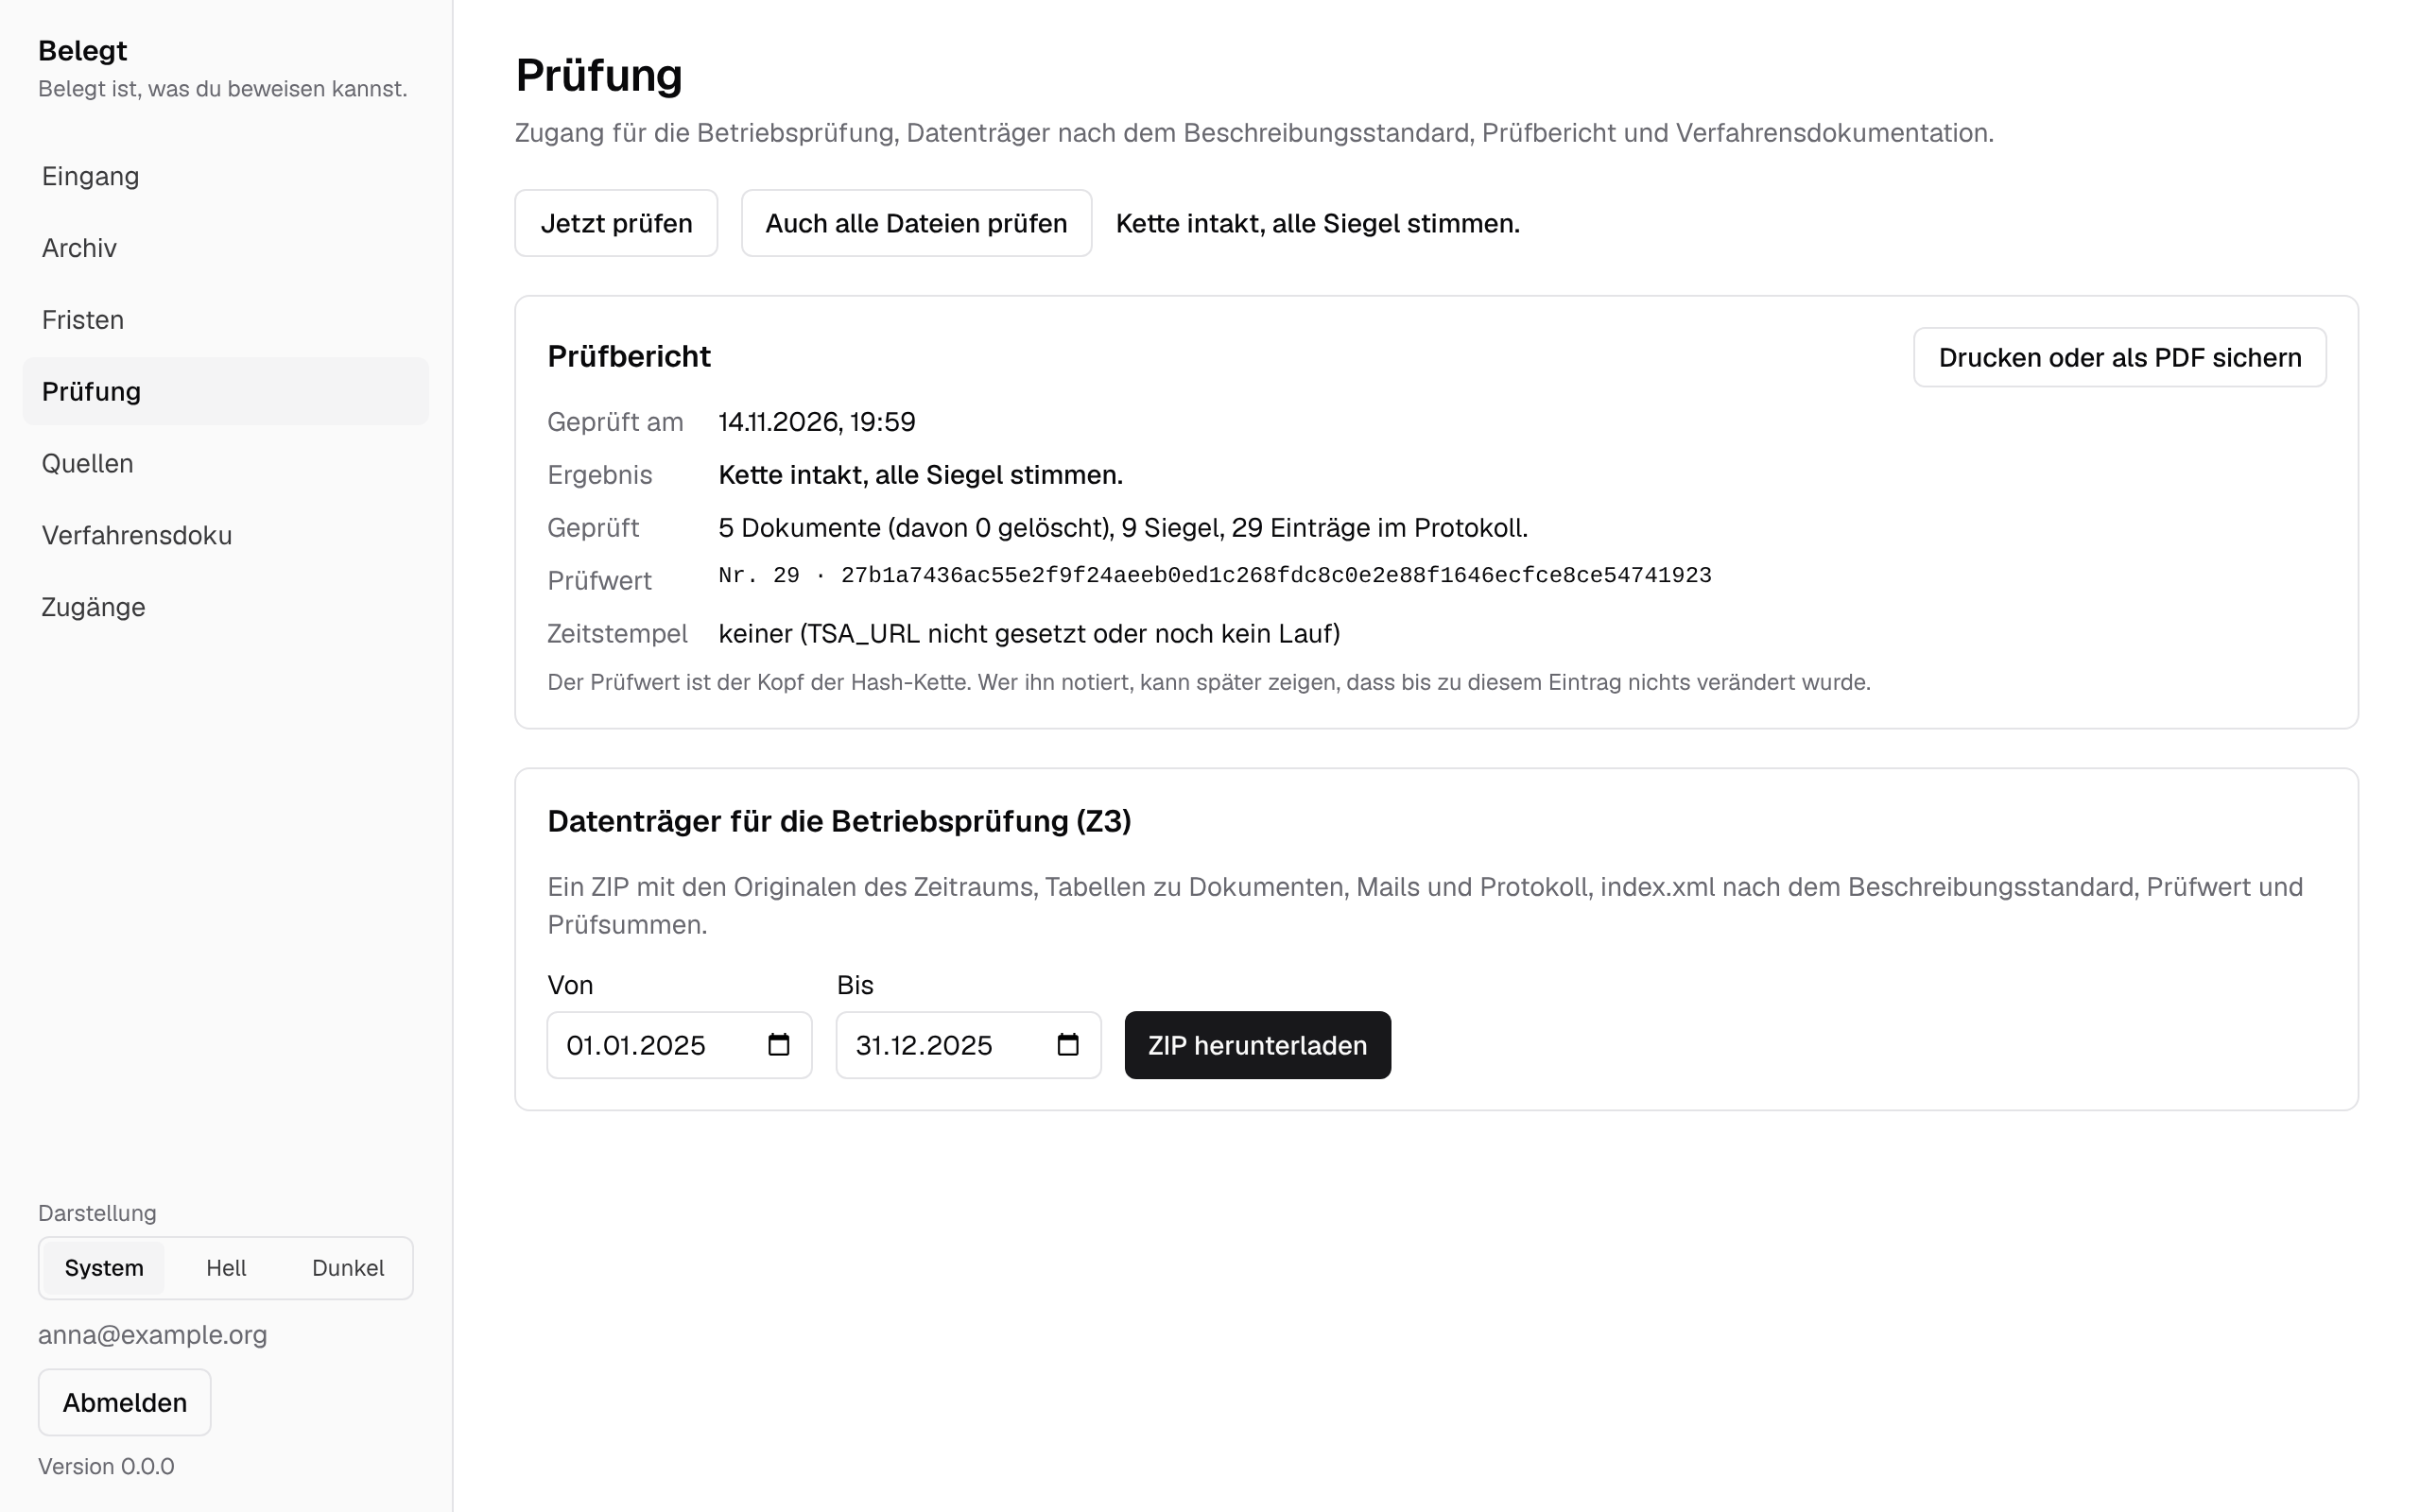 Belegt
Belegt ist, was du beweisen kannst.
Eingang
Archiv
Fristen
Prüfung
Quellen
Verfahrensdoku
Zugänge
Darstellung
System Hell Dunkel
anna@example.org
Abmelden
Version 0.0.0
Prüfung
Zugang für die Betriebsprüfung, Datenträger nach dem Beschreibungsstandard, Prüfbericht und Verfahrensdokumentation.
Jetzt prüfen Auch alle Dateien prüfen Kette intakt, alle Siegel stimmen.
Prüfbericht Drucken oder als PDF sichern
Geprüft am 14.11.2026, 19:59
Ergebnis Kette intakt, alle Siegel stimmen.
Geprüft 5 Dokumente (davon 0 gelöscht), 9 Siegel, 29 Einträge im Protokoll.
Prüfwert Nr. 29 · 27b1a7436ac55e2f9f24aeeb0ed1c268fdc8c0e2e88f1646ecfce8ce54741923
Zeitstempel keiner (TSA_URL nicht gesetzt oder noch kein Lauf)
Der Prüfwert ist der Kopf der Hash-Kette. Wer ihn notiert, kann später zeigen, dass bis zu diesem Eintrag nichts verändert wurde.
Datenträger für die Betriebsprüfung (Z3)
Ein ZIP mit den Originalen des Zeitraums, Tabellen zu Dokumenten, Mails und Protokoll, index.xml nach dem Beschreibungsstandard, Prüfwert und
Prüfsummen.
Von Bis
01.01.2025 31.12.2025 ZIP herunterladen